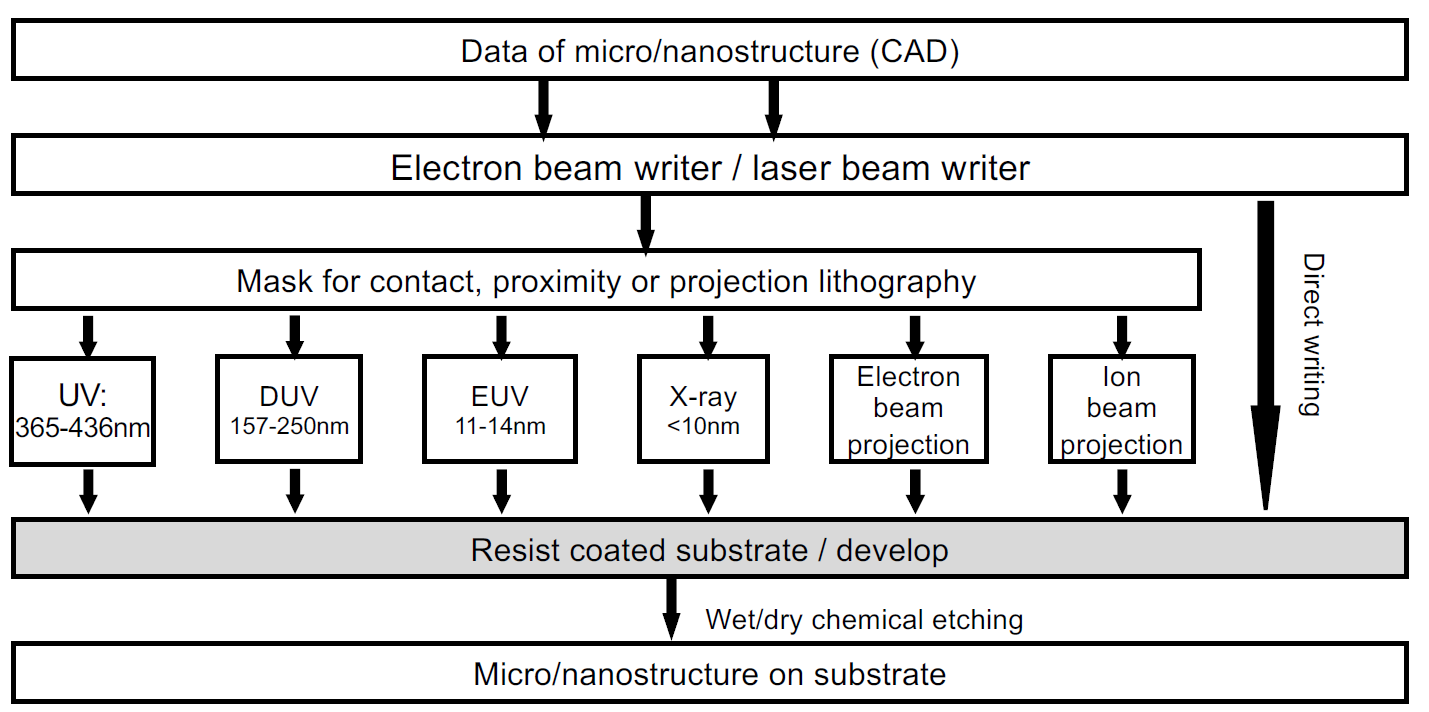 Data of micro/nanostructure (CAD)
Electron beam writer / laser beam writer
Mask for contact, proximity or projection lithography
Direct writing
UV:
365-436nm
DUV
157-250nm
EUV
11-14nm
X-ray
<10nm
Electron
beam
projection
Ion
beam
projection
Resist coated substrate / develop
Wet/dry chemical etching
Micro/nanostructure on substrate